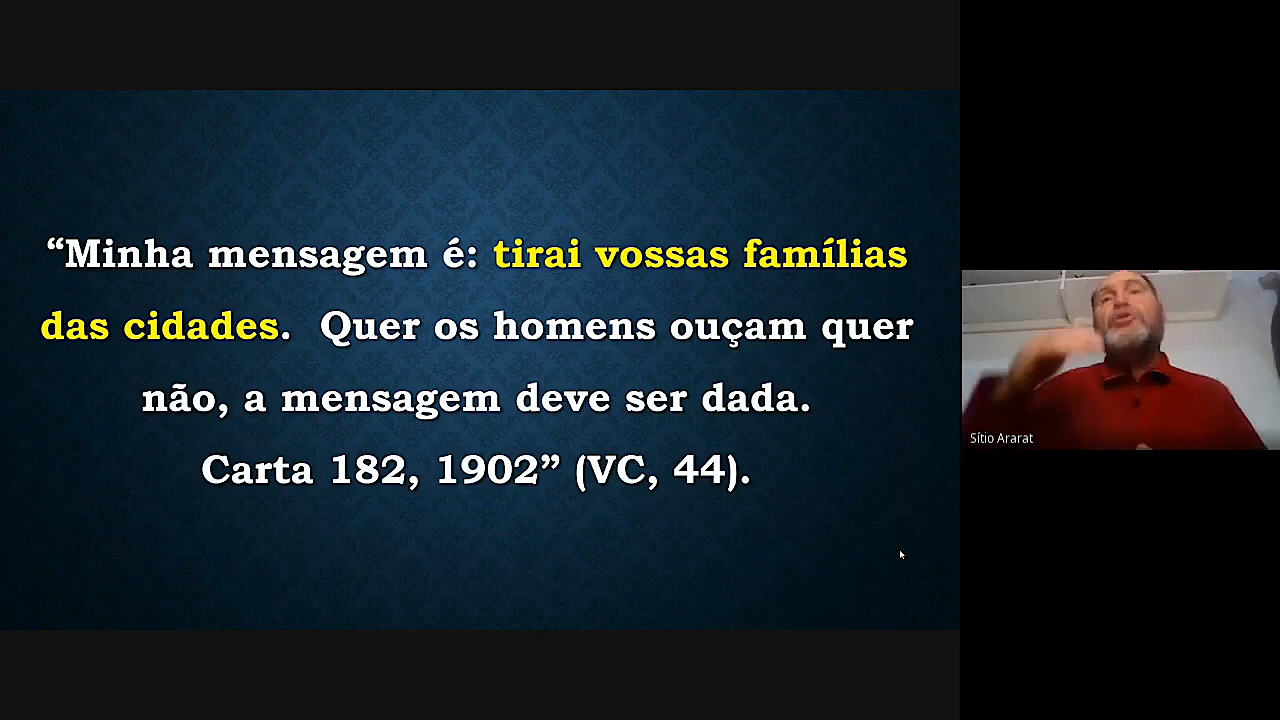 “Minha mensagem é: tirai vossas famílias
das cidades.  Quer os homens ouçam quer
não, a mensagem deve ser dada.
Carta 182, 1902” (VC, 44).
Sítio Ararat